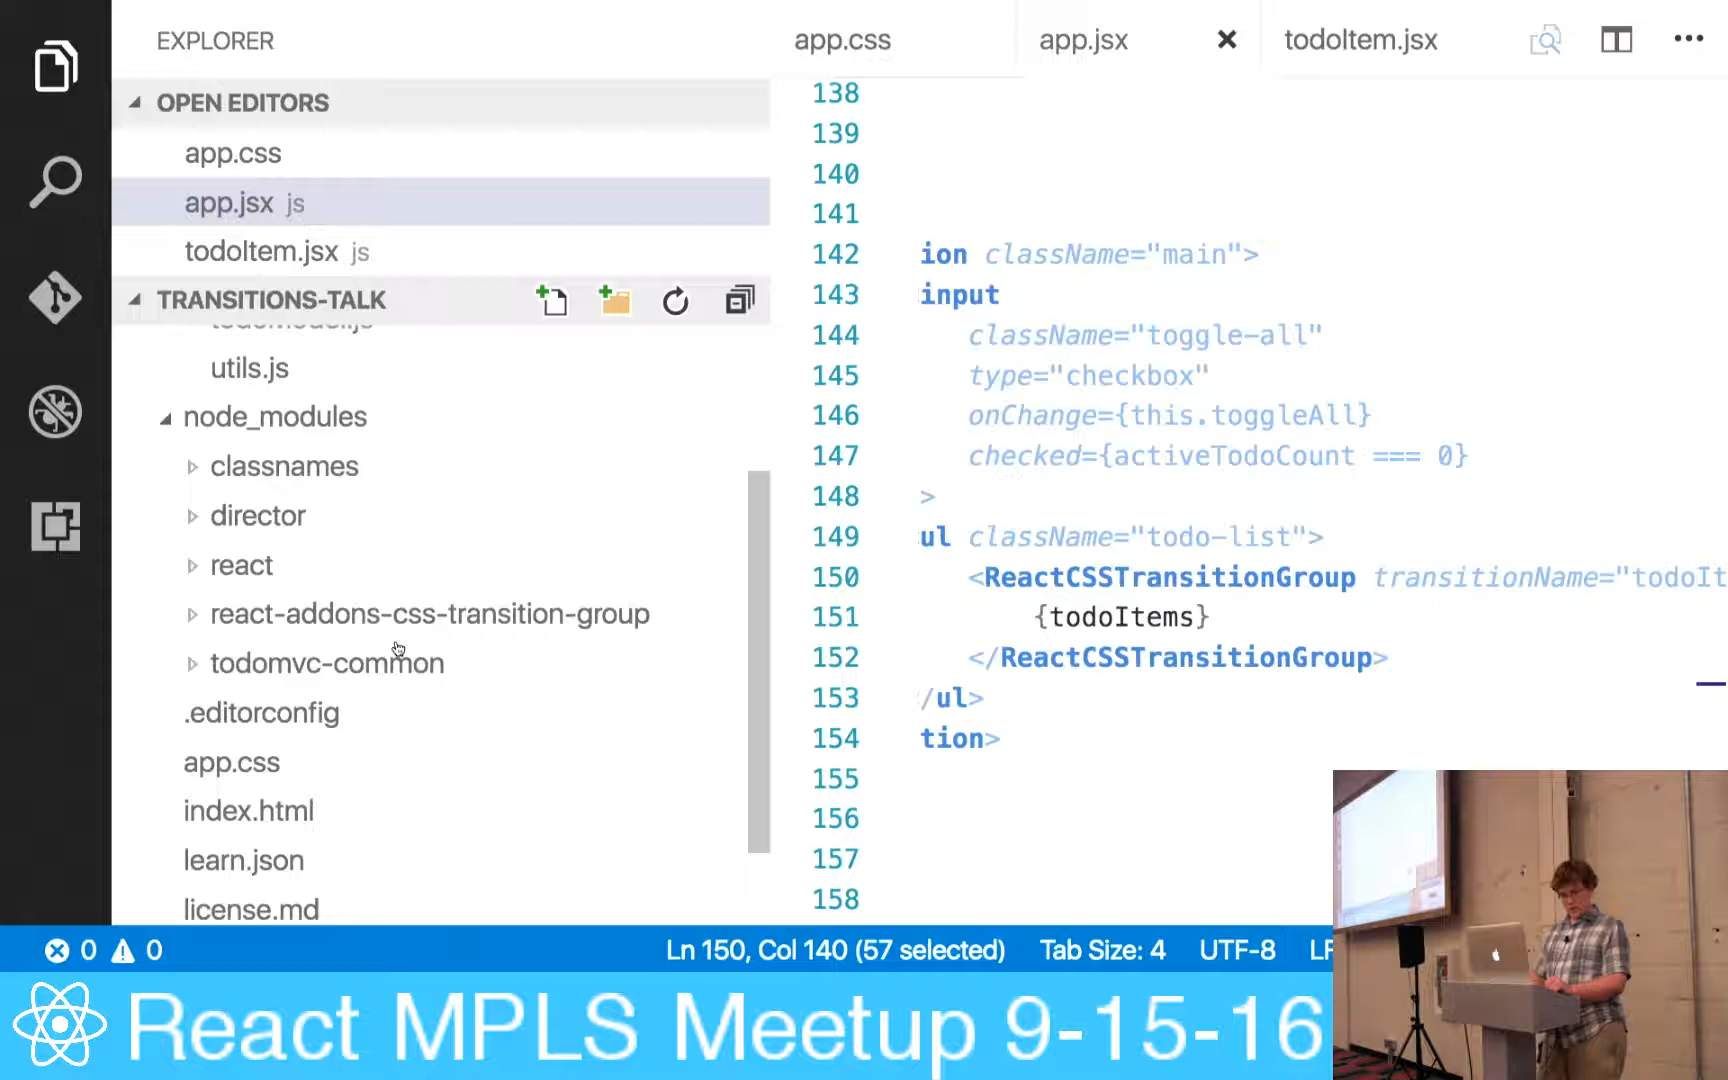 EXPLORER
OPEN EDITORS
app.css
app.jsx js
todoItem.jsx js
TRANSITIONS-TALK
utils.js
node_modules
classnames
director
react
react-addons-css-transition-group
todomvc-common
.editorconfig
app.css
index.html
learn.json
license.md
app.css
app.jsx
todoItem.jsx
138
139
140
141
142 ion className="main">
143 input
144 className="toggle-all"
145 type="checkbox"
146 onChange={this.toggleAll}
147 checked={activeTodoCount === 0}
148 >
149 ul className="todo-list">
150 <ReactCSSTransitionGroup transitionName="todoIt
151 {todoItems}
152 </ReactCSSTransitionGroup>
153 /ul>
154 tion>
155
156
157
158
0 0
Ln 150, Col 140 (57 selected) Tab Size: 4 UTF-8 LF
React MPLS Meetup 9-15-16